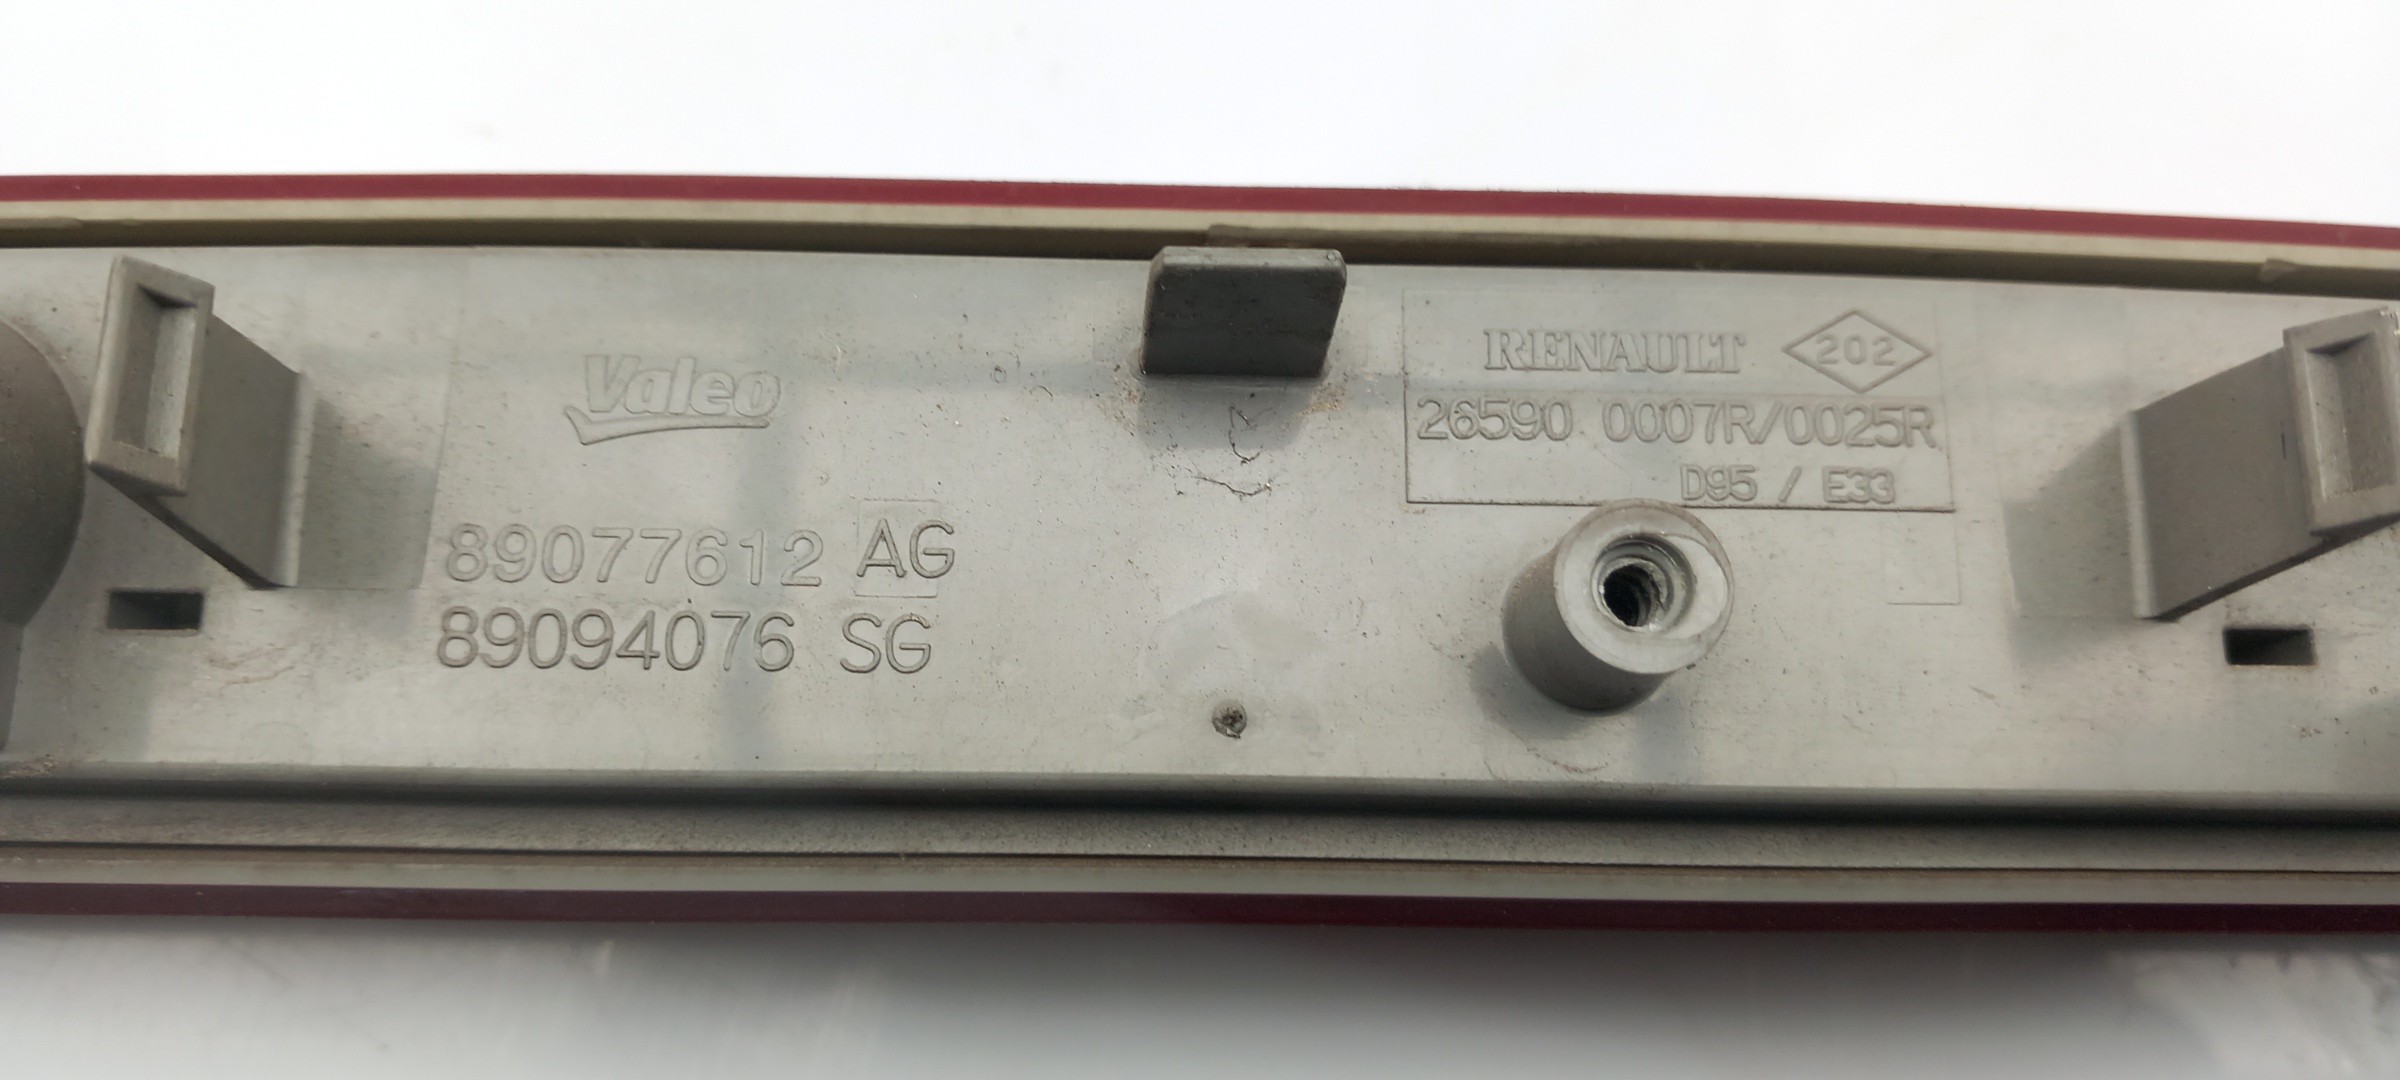 Valeo
89077612 AG
89094076 SG
RENAULT 202
26590 0007R/0025R
D95 / E33